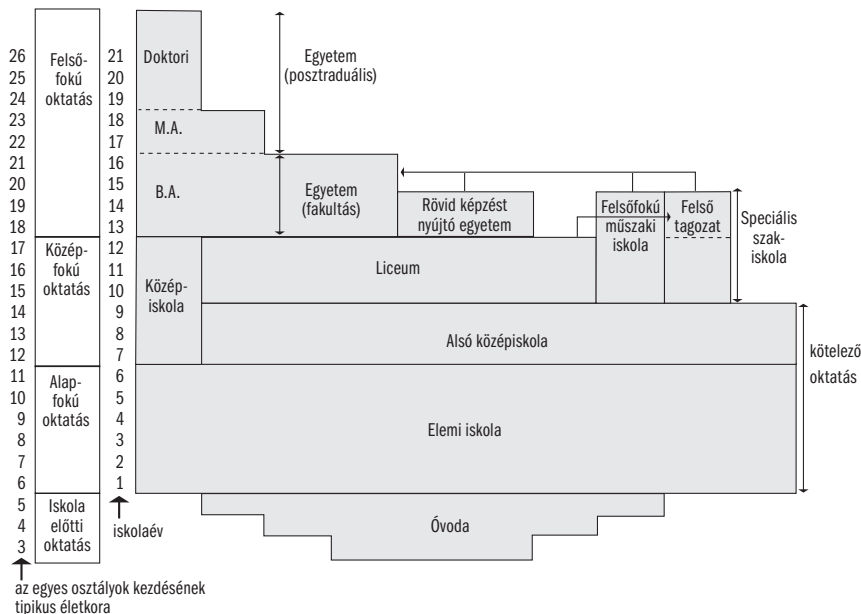 26
25
24
23
22
21
20
19
18
17
16
15
14
13
12
11
10
9
8
7
6
5
4
3
Felső-
fokú
oktatás
Közép-
fokú
oktatás
Alap-
fokú
oktatás
Iskola
előtti
oktatás
21
20
19
18
17
16
15
14
13
12
11
10
9
8
7
6
5
4
3
2
1
iskolaév
az egyes osztályok kezdésének
tipikus életkora
Doktori
M.A.
B.A.
Egyetem
(posztraduális)
Egyetem
(fakultás)
Rövid képzést
nyújtó egyetem
Felsőfokú
műszaki
iskola
Felső
tagozat
Speciális
szak-
iskola
Közép-
iskola
Liceum
Alsó középiskola
kötelező
oktatás
Elemi iskola
Óvoda